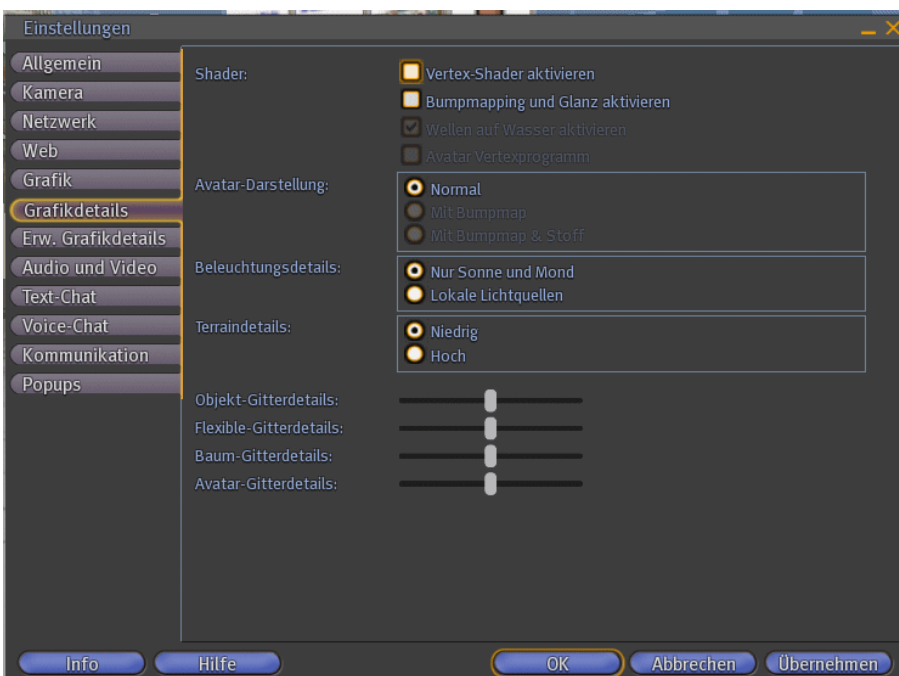 Einstellungen
Allgemein
Kamera
Netzwerk
Web
Grafik
Grafikdetails
Erw. Grafikdetails
Audio und Video
Text-Chat
Voice-Chat
Kommunikation
Popups
Shader:
Vertex-Shader aktivieren
Bumpmapping und Glanz aktivieren
Wellen auf Wasser aktivieren
Avatar Vertexprogramm
Avatar-Darstellung:
Normal
Mit Bumpmap
Mit Bumpmap & Stoff
Beleuchtungsdetails:
Nur Sonne und Mond
Lokale Lichtquellen
Terraindetails:
Niedrig
Hoch
Objekt-Gitterdetails:
Flexible-Gitterdetails:
Baum-Gitterdetails:
Avatar-Gitterdetails:
Info Hilfe OK Abbrechen Übernehmen